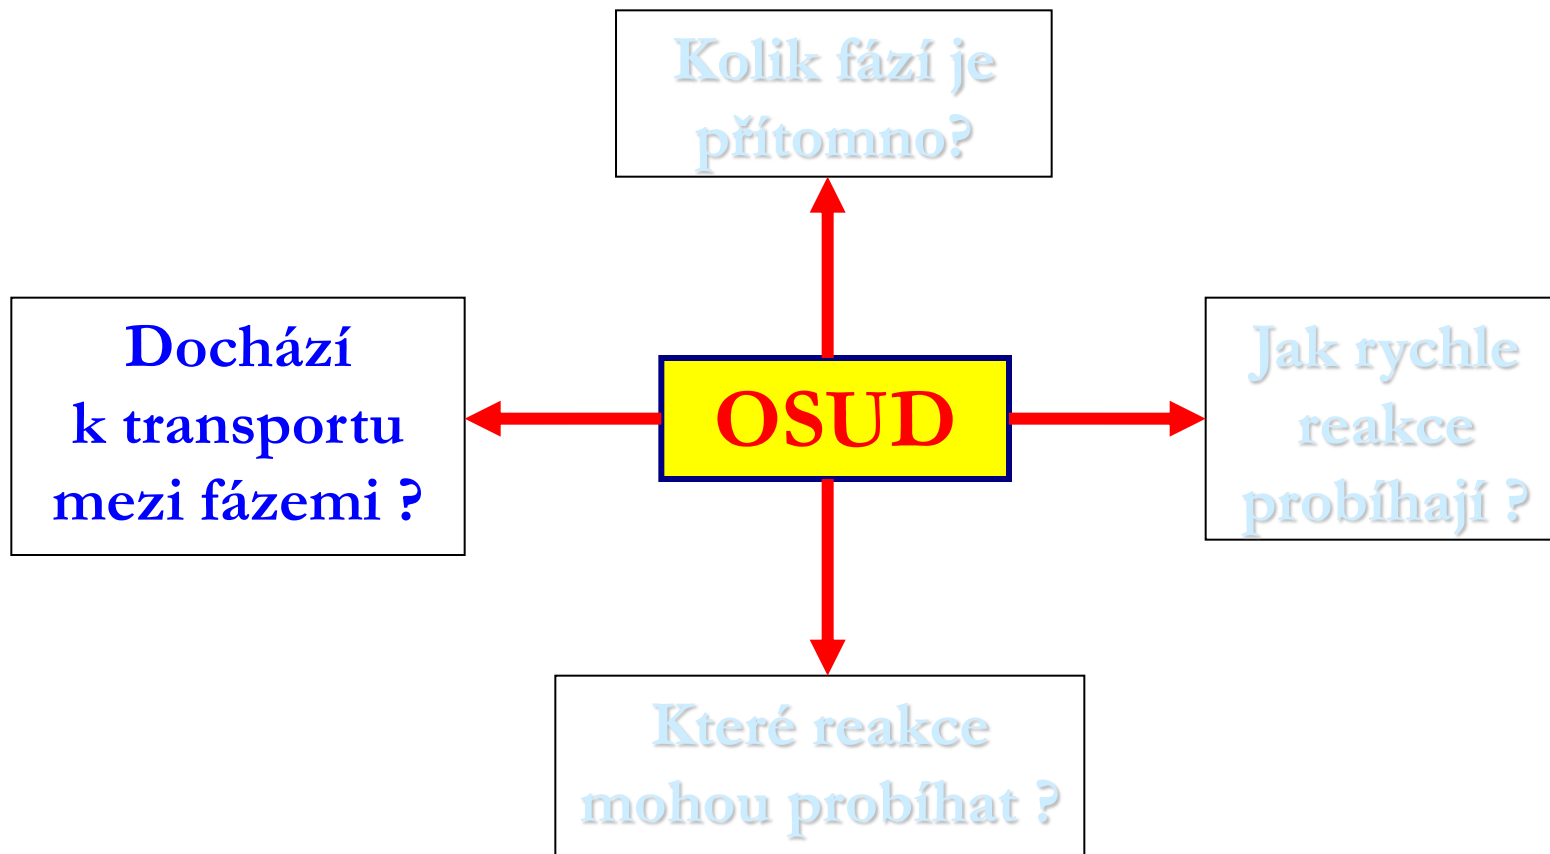 Kolik fází je
přítomno?
Dochází
k transportu
mezi fázemi ?
OSUD
Jak rychle
reakce
probíhají ?
Které reakce
mohou probíhat ?